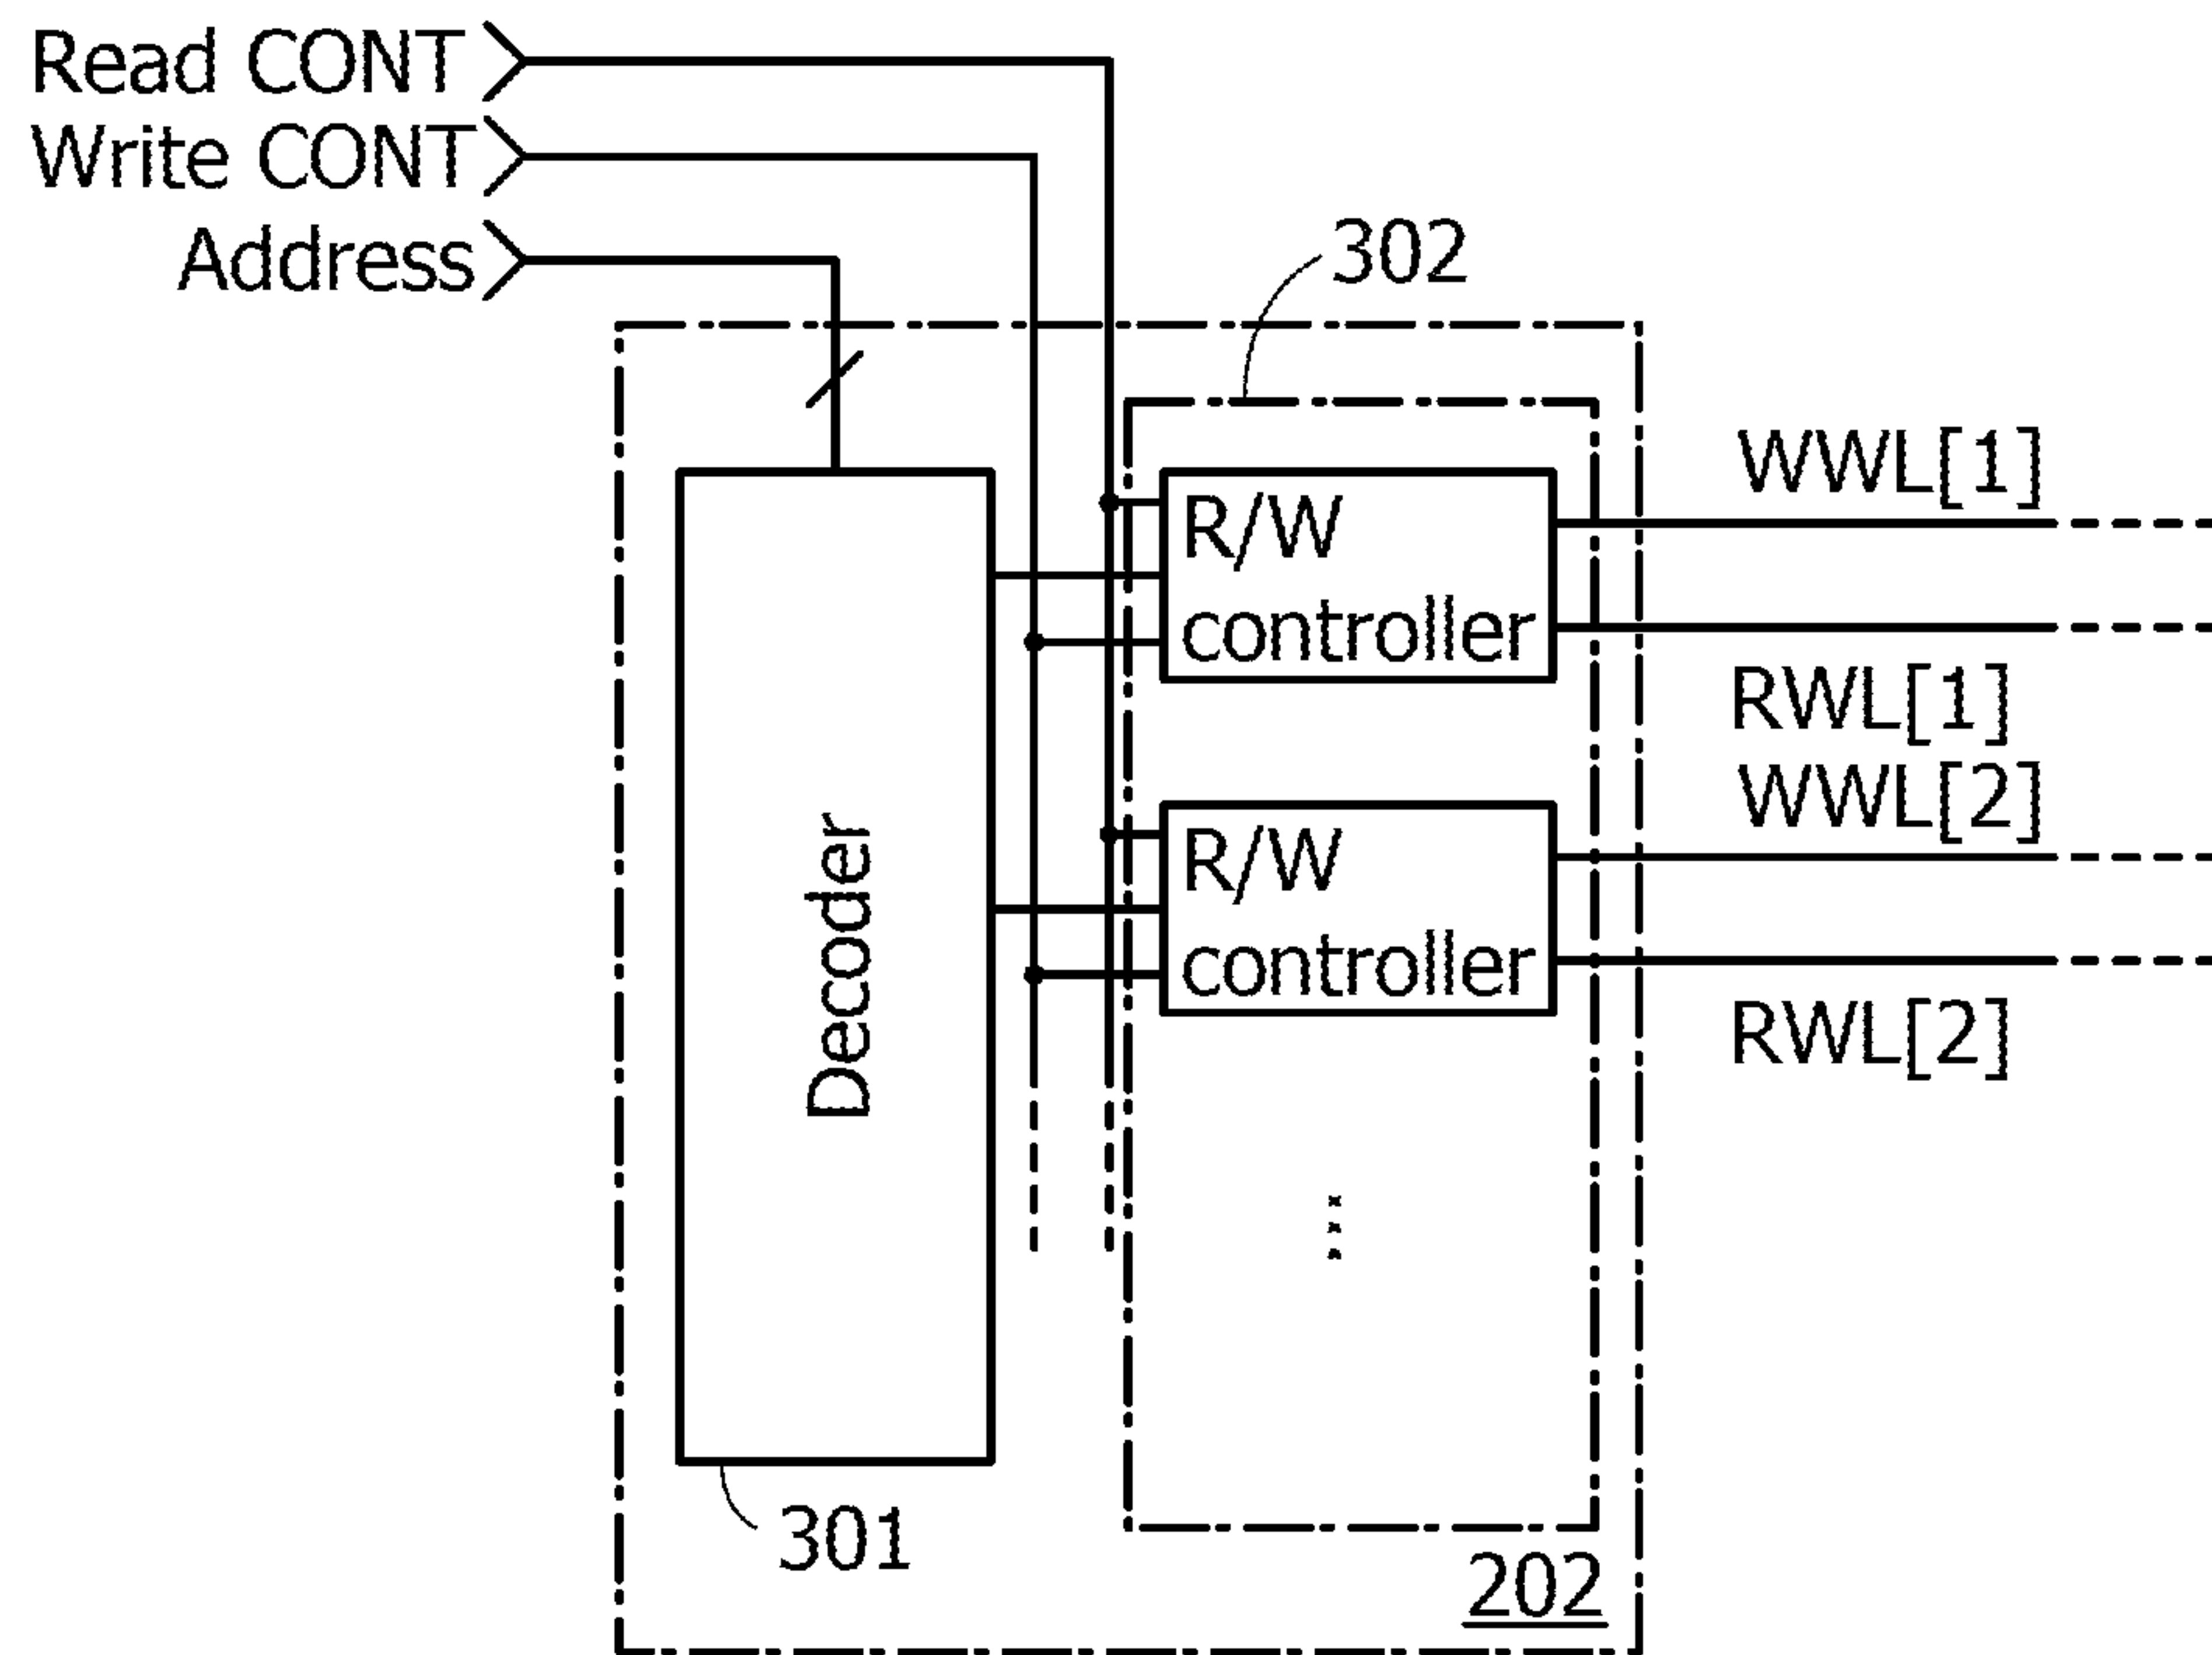 Read CONT
Write CONT
Address
302
WWL[1]
R/W
controller
RWL[1]
WWL[2]
R/W
controller
RWL[2]
Decoder
301
202